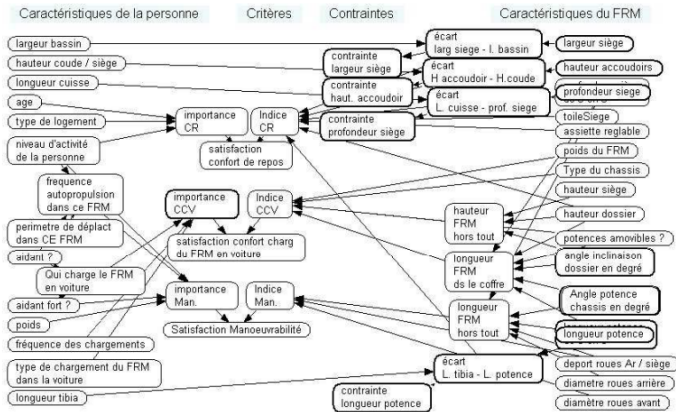 Caractéristiques de la personne
Critères
Contraintes
Caractéristiques du FRM
largeur bassin
hauteur coude / siège
longueur cuisse
age
type de logement
niveau d'activité
de la personne
frequence
autopropulsion
dans ce FRM
perimetre de déplact
dans CE FRM
aidant ?
Qui charge le FRM
en voiture
aidant fort ?
poids
fréquence des chargements
type de chargement du FRM
dans la voiture
longueur tibia
importance
CR
Indice
CR
satisfaction
confort de repos
importance
CCV
Indice
CCV
satisfaction confort charg
du FRM en voiture
importance
Man.
Indice
Man.
Satisfaction Manoeuvrabilité
contrainte
largeur siège
contrainte
haut. accoudoir
contrainte
profondeur siège
contrainte
longueur potence
écart
larg siege - l. bassin
écart
H accoudoir - H.coude
écart
L. cuisse - prof. siege
hauteur
FRM
hors tout
longueur
FRM
ds le coffre
longueur
FRM
hors tout
écart
L. tibia - L. potence
largeur siège
hauteur accoudoirs
profondeur siege
toileSiege
assiette reglable
poids du FRM
Type du chassis
hauteur siège
hauteur dossier
potences amovibles ?
angle inclinaison
dossier en degré
Angle potence
chassis en degré
longueur potence
deport roues Ar / siège
diametre roues arrière
diamètre roues avant